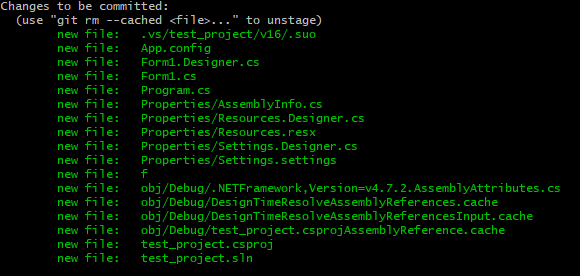 Changes to be committed:
  (use "git rm --cached <file>..." to unstage)
        new file:   .vs/test_project/v16/.suo
        new file:   App.config
        new file:   Form1.Designer.cs
        new file:   Form1.cs
        new file:   Program.cs
        new file:   Properties/AssemblyInfo.cs
        new file:   Properties/Resources.Designer.cs
        new file:   Properties/Resources.resx
        new file:   Properties/Settings.Designer.cs
        new file:   Properties/Settings.settings
        new file:   f
        new file:   obj/Debug/.NETFramework,Version=v4.7.2.AssemblyAttributes.cs
        new file:   obj/Debug/DesignTimeResolveAssemblyReferences.cache
        new file:   obj/Debug/DesignTimeResolveAssemblyReferencesInput.cache
        new file:   obj/Debug/test_project.csprojAssemblyReference.cache
        new file:   test_project.csproj
        new file:   test_project.sln